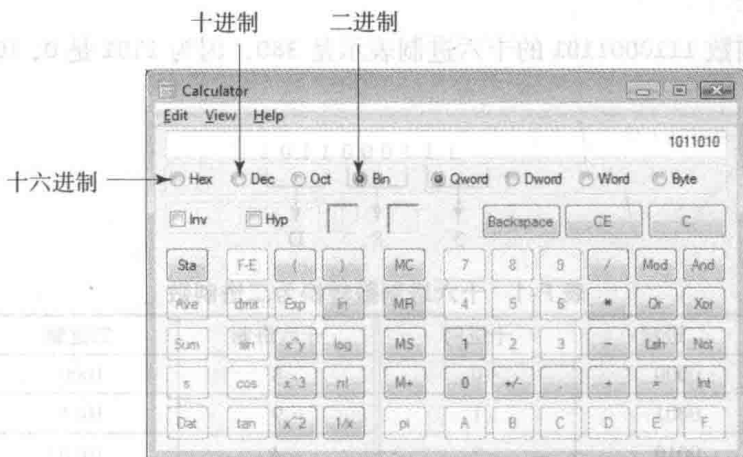 十进制
二进制
十六进制
Calculator
Edit View Help
1011010
Hex Dec Oct Bin Qword Dword Word Byte
Inv Hyp Backspace CE C
Sta F-E ( ) MC 7 8 9 / Mod And
Ave dms Exp ln MR 4 5 6 * Or Xor
Sum sin x^y log MS 1 2 3 - Lsh Not
s cos x^3 n! M+ 0 +/- . + = Int
Dat tan x^2 1/x pi A B C D E F